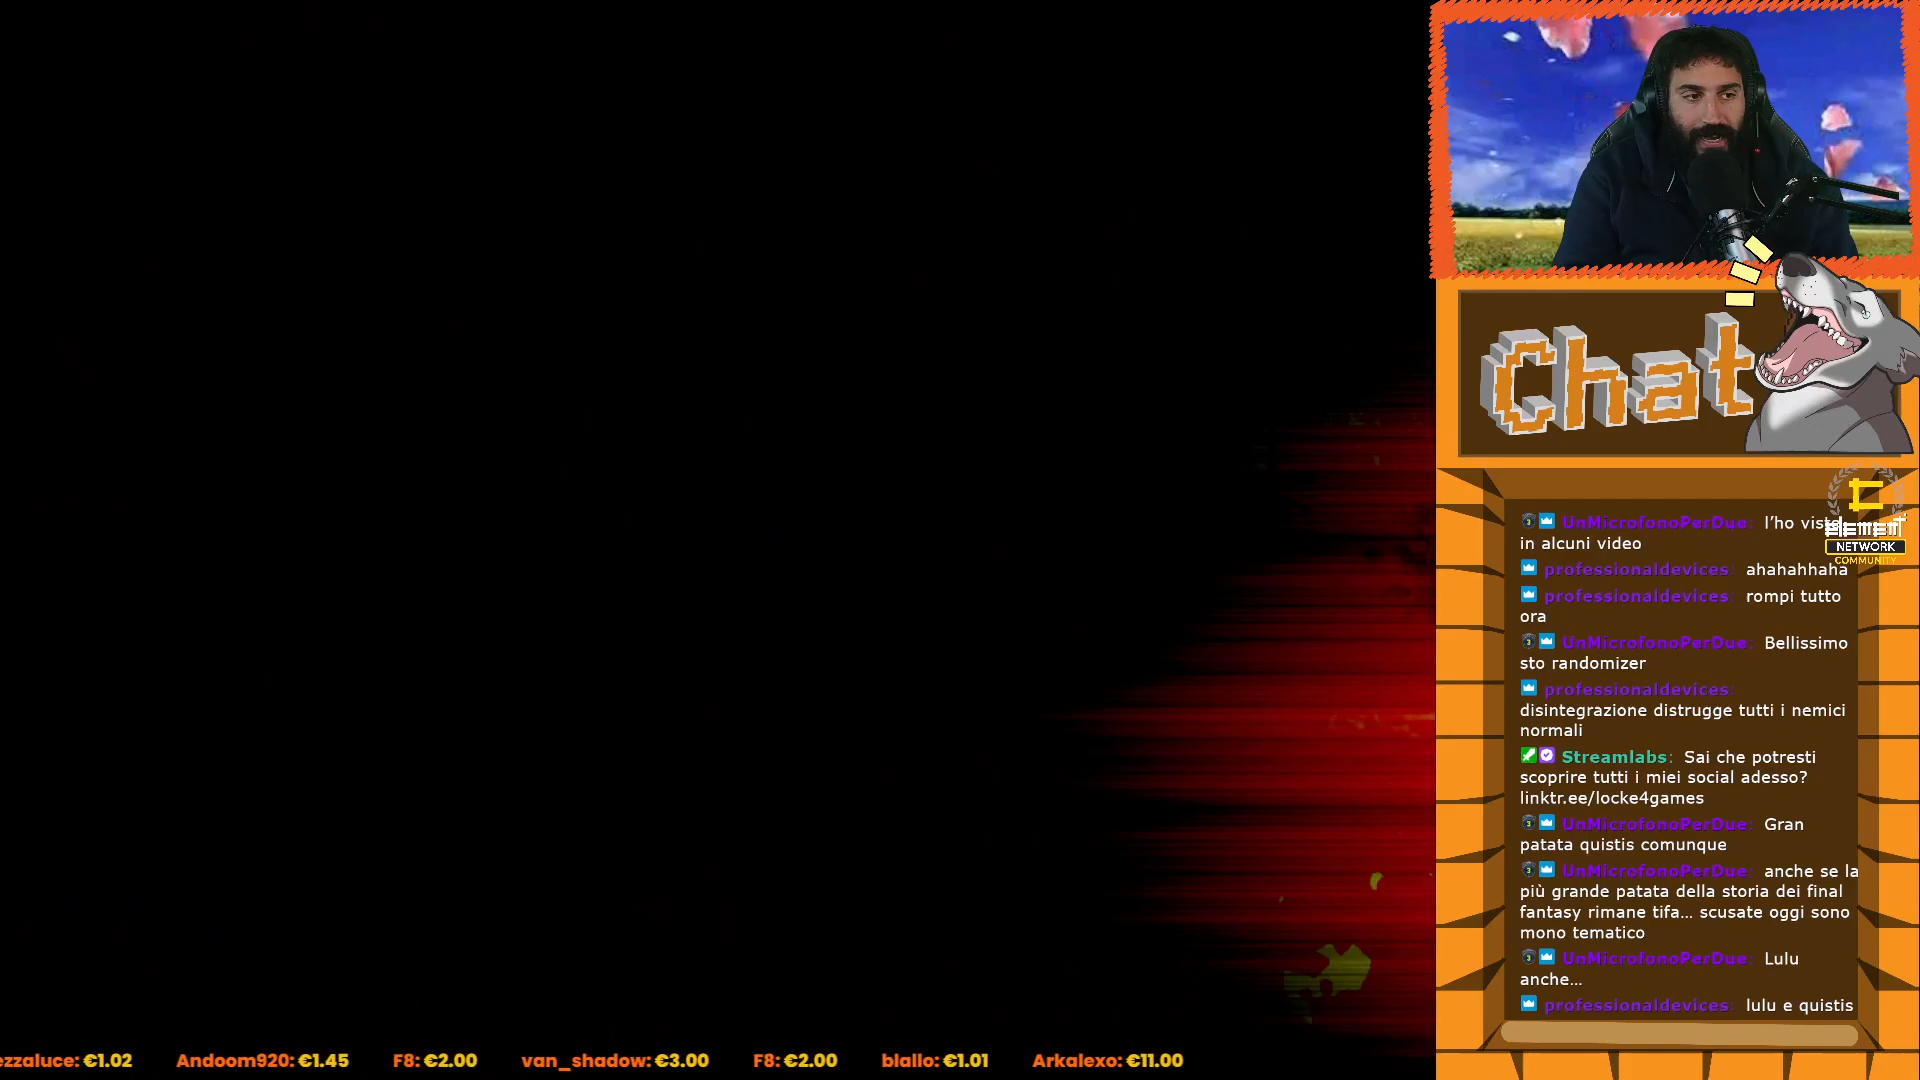 Chat
UnMicrofonoPerDue: l'ho visto
in alcuni video
professionaldevices: ahahahhaha
professionaldevices: rompi tutto
ora
UnMicrofonoPerDue: Bellissimo
sto randomizer
professionaldevices:
disintegrazione distrugge tutti i nemici
normali
Streamlabs: Sai che potresti
scoprire tutti i miei social adesso?
linktr.ee/locke4games
UnMicrofonoPerDue: Gran
patata quistis comunque
UnMicrofonoPerDue: anche se la
più grande patata della storia dei final
fantasy rimane tifa... scusate oggi sono
mono tematico
UnMicrofonoPerDue: Lulu
anche...
professionaldevices: lulu e quistis
ELEMENT
NETWORK
COMMUNITY
ezzaluce: €1.02 Andoom920: €1.45 F8: €2.00 van_shadow: €3.00 F8: €2.00 blallo: €1.01 Arkalexo: €11.00